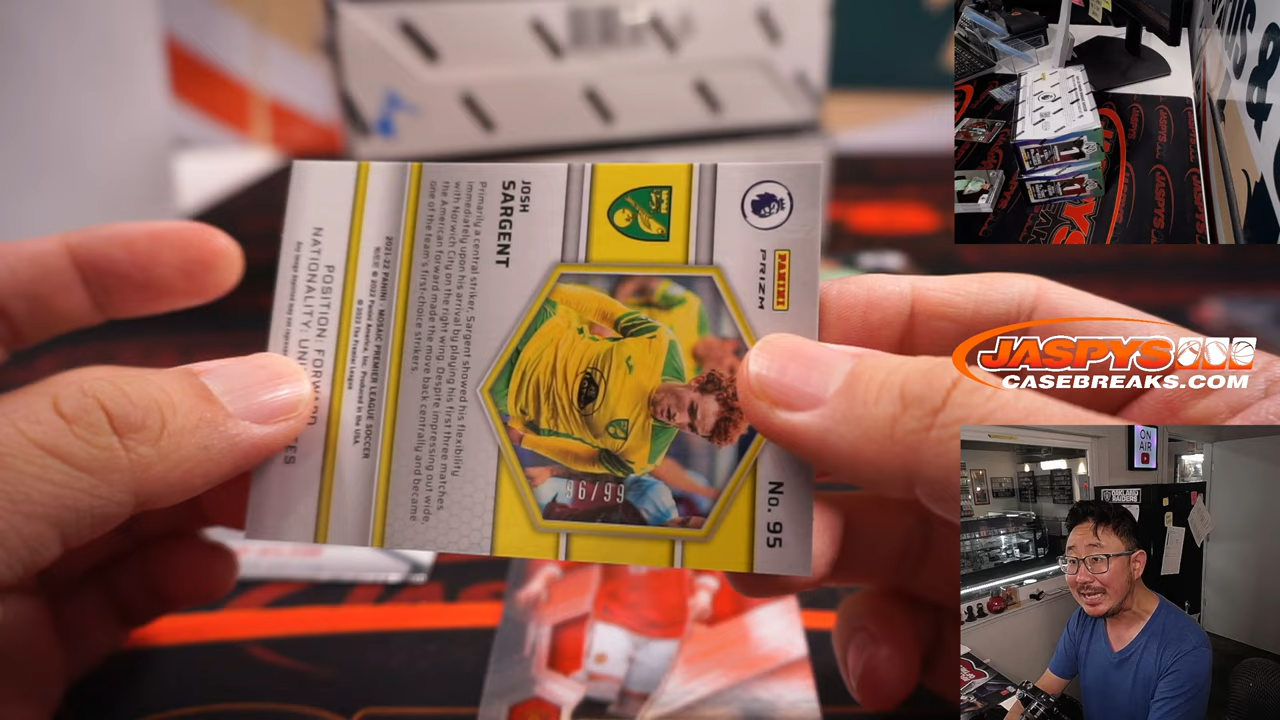 JOSH
SARGENT
Primarily a central striker, Sargent showed his flexibility
immediately upon his arrival by playing his first three matches
with Norwich City on the right wing. Despite impressing out wide,
the American forward made the move back centrally and became
one of the team's first-choice strikers.
PANINI
PRIZM
No. 95
96/99
2021-22 PANINI - MOSAIC PREMIER LEAGUE SOCCER
© 2022 Panini America, Inc. Produced in the USA.
© 2022 The Premier League
POSITION: FORWARD
NATIONALITY:
JASPYS
CASEBREAKS.COM
ON
AIR
OAKLAND
RAIDERS